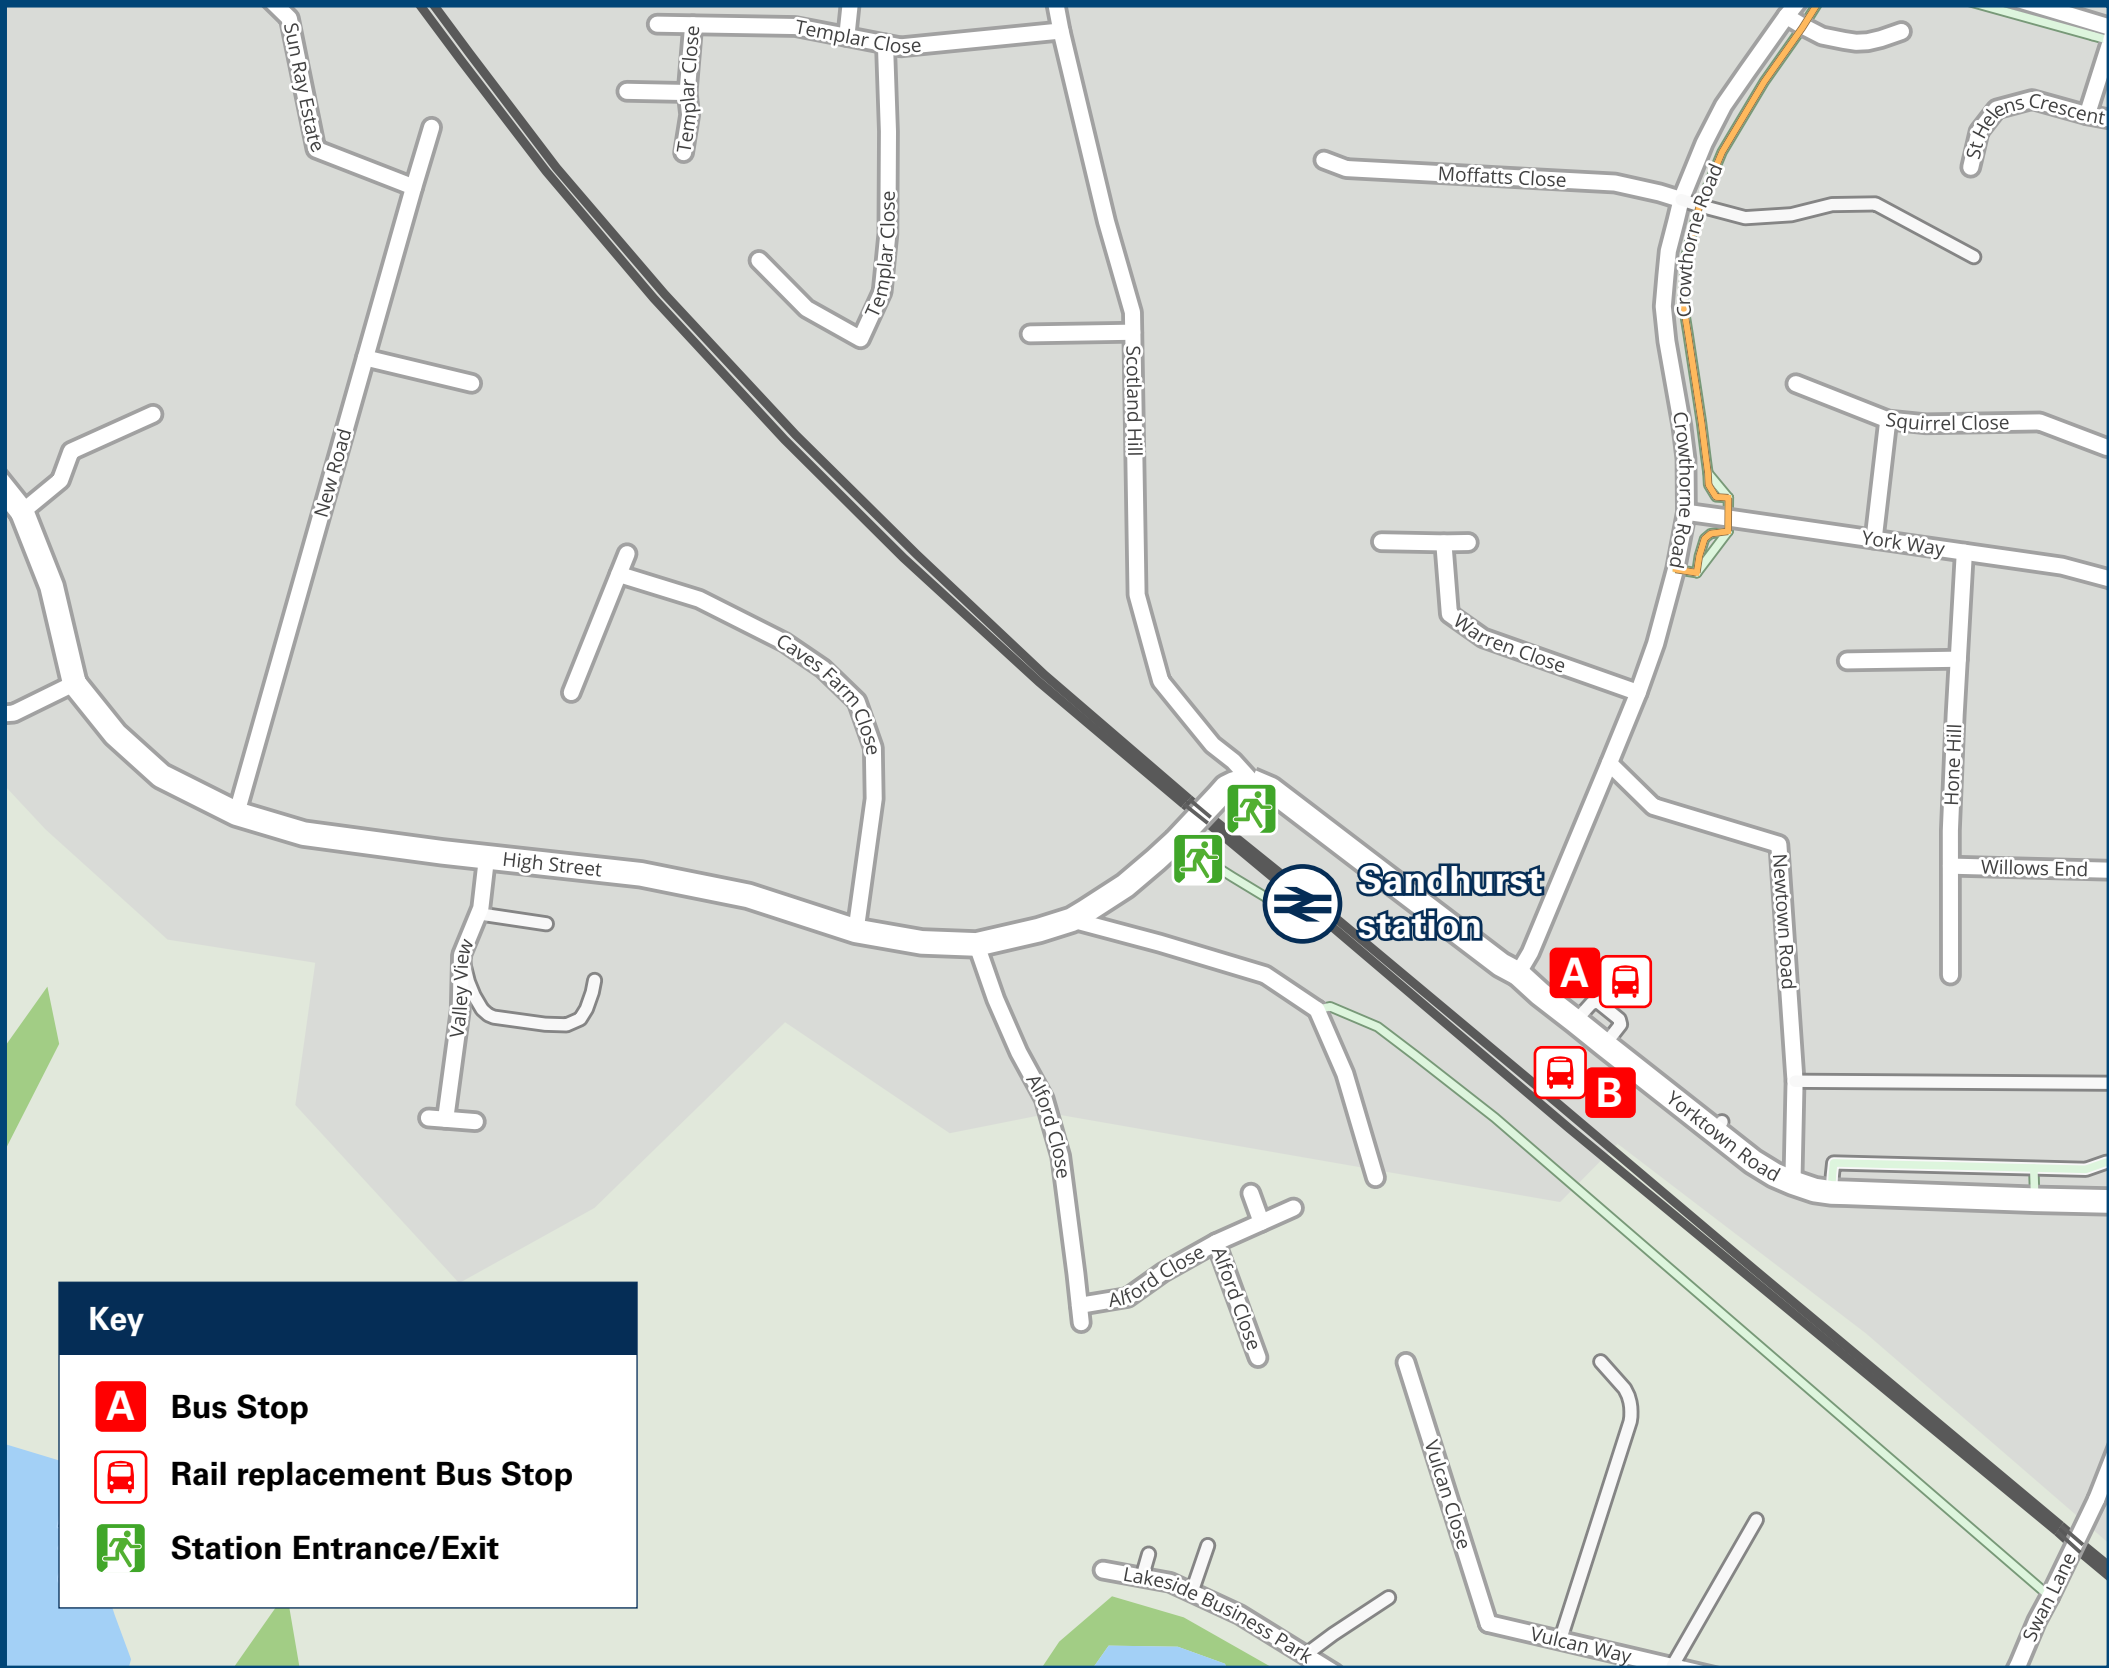 Sun Ray Estate
Templar Close
Templar Close
Templar Close
St Helens Crescent
Moffatts Close
Crowthorne Road
Scotland Hill
New Road
Crowthorne Road
Squirrel Close
York Way
Warren Close
Caves Farm Close
Hone Hill
High Street
Willows End
Newtown Road
Sandhurst
station
A
B
Valley View
Yorktown Road
Alford Close
Alford Close
Alford Close
Vulcan Close
Lakeside Business Park
Vulcan Way
Swan Lane
Key
A Bus Stop
Rail replacement Bus Stop
Station Entrance/Exit